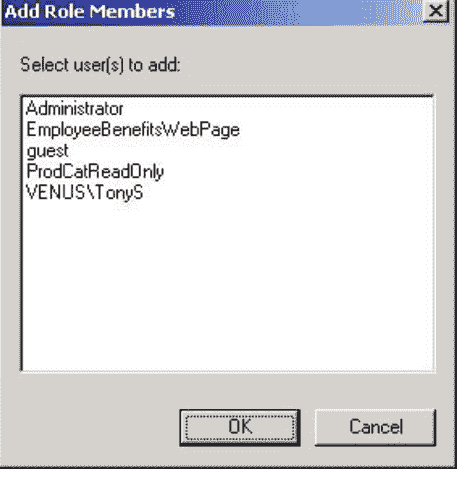 Add Role Members
Select user(s) to add:
Administrator
EmployeeBenefitsWebPage
guest
ProdCatReadOnly
VENUS\TonyS
OK
Cancel